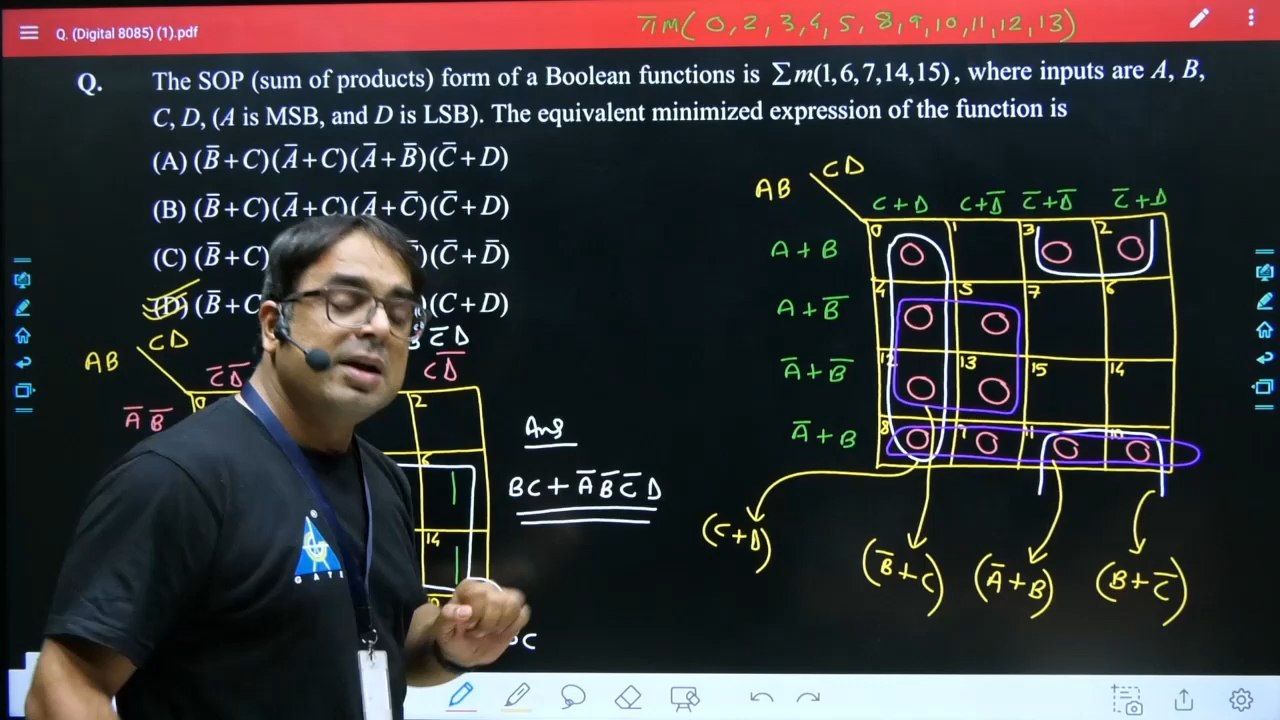 Q. (Digital 8085) (1).pdf
πM( 0,2,3,4,5,8,9,10,11,12,13)
Q. The SOP (sum of products) form of a Boolean functions is ∑m(1,6,7,14,15), where inputs are A, B,
C, D, (A is MSB, and D is LSB). The equivalent minimized expression of the function is
(A) (B̅+C)(A̅+C)(A̅+B̅)(C̅+D)
(B) (B̅+C)(A̅+C)(A̅+C̅)(C̅+D)
(C) (B̅+C) )(C̅+D̅)
(D) (B̅+C (C+D)
AB CD
C+D C+D̅ C̅+D̅ C̅+D
A+B 0 1 3 2
A+B̅ 4 5 7 6
A̅+B̅ 12 13 15 14
A̅+B 8 9 11 10
(C+D) (B̅+C) (A̅+B) (B+C̅)
C̅D
AB CD
C̅D̅ CD̅
A̅B̅ 0 2
6
14
Ans
BC+A̅B̅C̅D
GATE